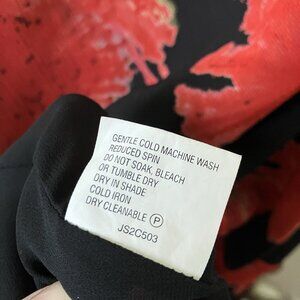 GENTLE COLD MACHINE WASH
REDUCED SPIN
DO NOT SOAK, BLEACH
OR TUMBLE DRY
DRY IN SHADE
COLD IRON
DRY CLEANABLE Ⓟ
JS2C503